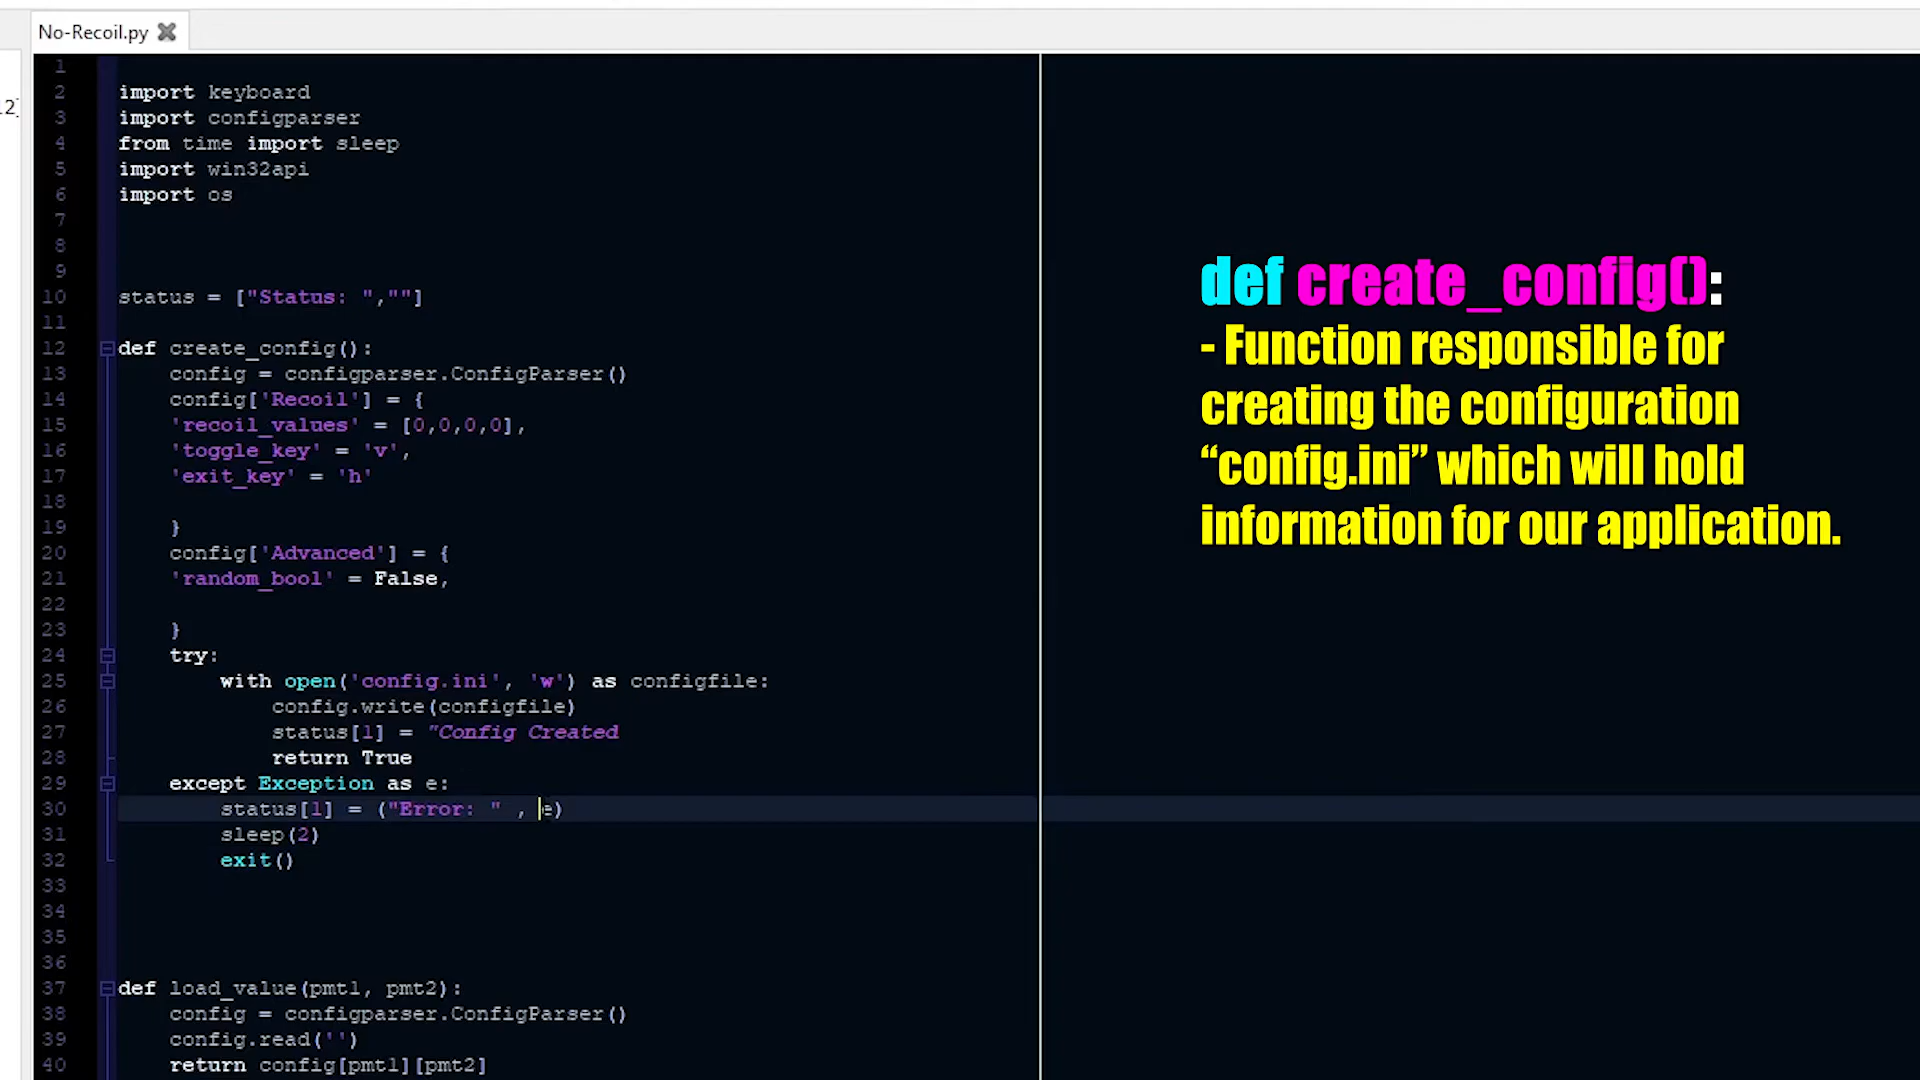 No-Recoil.py
12]
1
2 import keyboard
3 import configparser
4 from time import sleep
5 import win32api
6 import os
7
8
9
10 status = ["Status: ",""]
11
12 def create_config():
13 config = configparser.ConfigParser()
14 config['Recoil'] = {
15 'recoil_values' = [0,0,0,0],
16 'toggle_key' = 'v',
17 'exit_key' = 'h'
18
19 }
20 config['Advanced'] = {
21 'random_bool' = False,
22
23 }
24 try:
25 with open('config.ini', 'w') as configfile:
26 config.write(configfile)
27 status[1] = "Config Created
28 return True
29 except Exception as e:
30 status[1] = ("Error: " , e)
31 sleep(2)
32 exit()
33
34
35
36
37 def load_value(pmt1, pmt2):
38 config = configparser.ConfigParser()
39 config.read('')
40 return config[pmt1][pmt2]
def create_config():
- Function responsible for
creating the configuration
“config.ini” which will hold
information for our application.